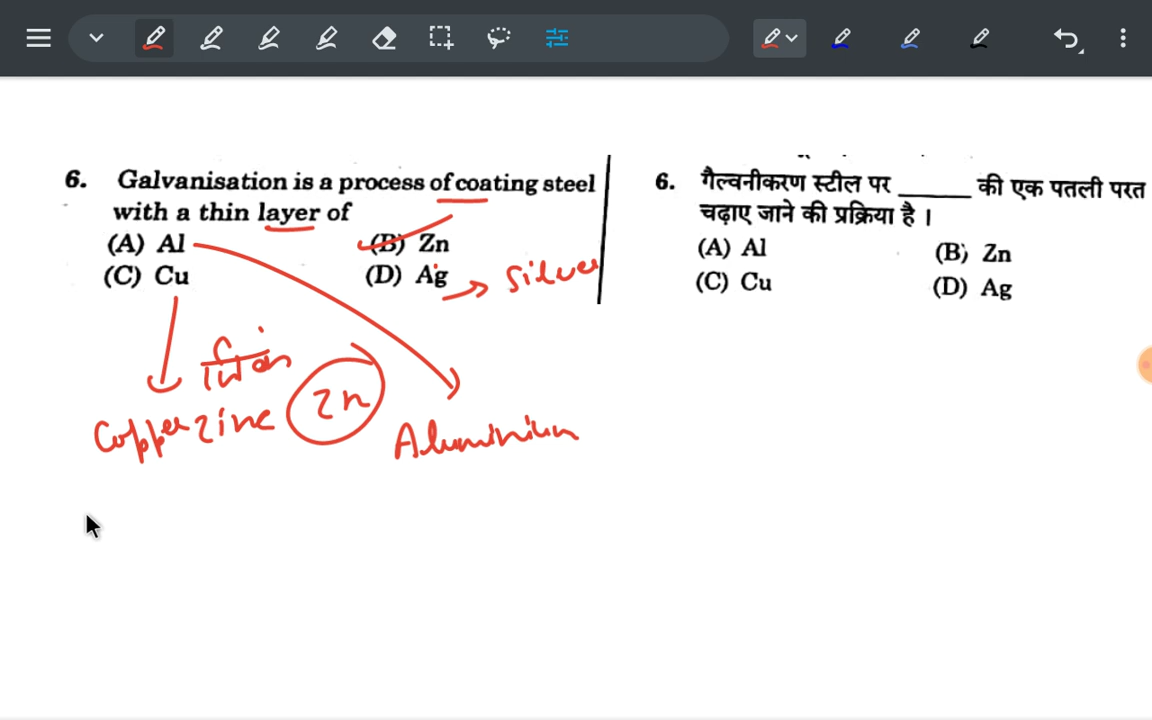 6. Galvanisation is a process of coating steel
with a thin layer of
(A) Al (B) Zn
(C) Cu (D) Ag → Silver
Copper zinc Zn Aluminium
6. गैल्वनीकरण स्टील पर ______ की एक पतली परत
चढ़ाए जाने की प्रक्रिया है ।
(A) Al (B) Zn
(C) Cu (D) Ag